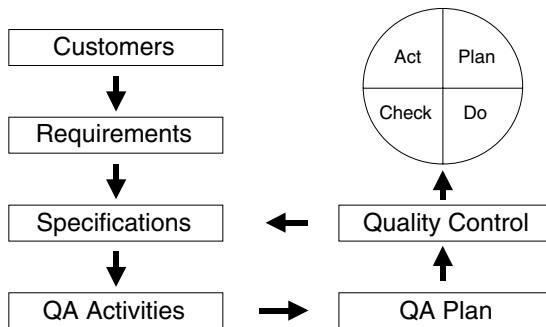 Customers
Act Plan
Check Do
Requirements
Specifications
Quality Control
QA Activities
QA Plan